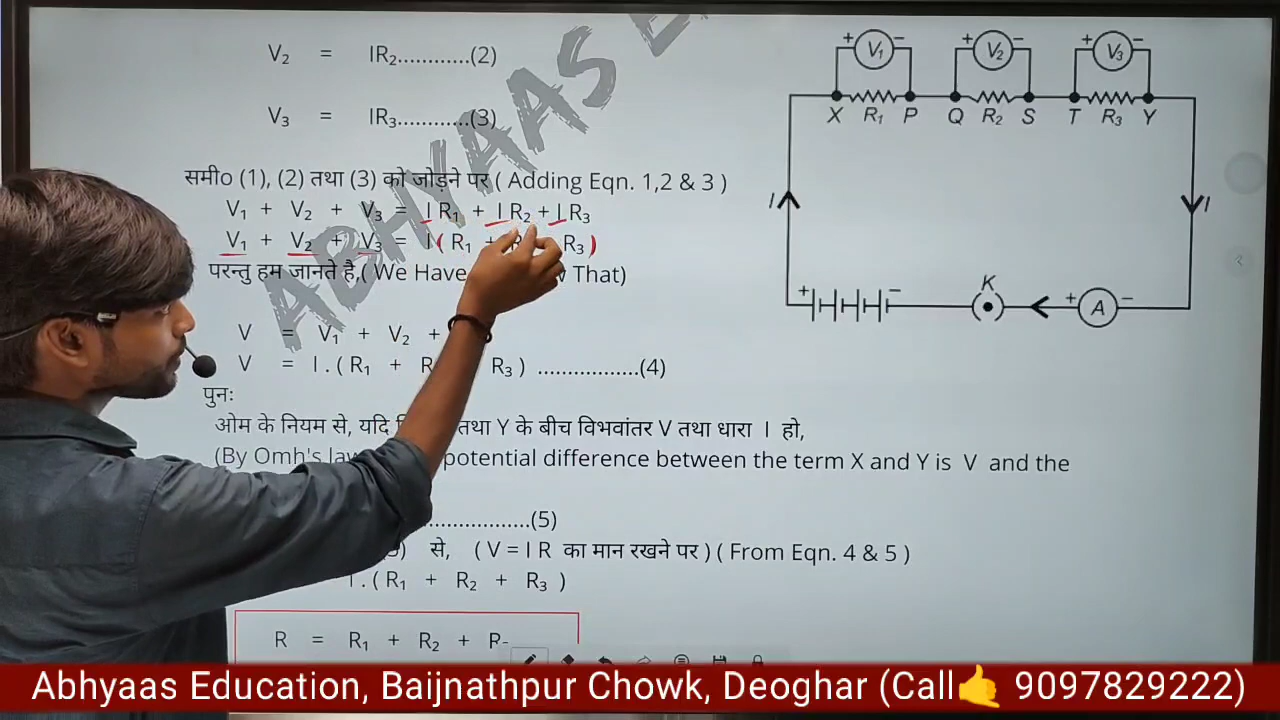 V₂ = IR₂............(2)
V₃ = IR₃............(3)
समीo (1), (2) तथा (3) को जोड़ने पर ( Adding Eqn. 1,2 & 3 )
V₁ + V₂ + V₃ = I R₁ + I R₂ + I R₃
V₁ + V₂ + V₃ = I ( R₁ + R₃ )
परन्तु हम जानते है,( We Have That)
V = V₁ + V₂ +
V = I . ( R₁ + R₃ ) .................(4)
पुनः
ओम के नियम से, यदि तथा Y के बीच विभवांतर V तथा धारा I हो,
(By Omh's potential difference between the term X and Y is V and the
...................(5)
से, ( V = I R का मान रखने पर ) ( From Eqn. 4 & 5 )
I . ( R₁ + R₂ + R₃ )
R = R₁ + R₂ +
ABHYAAS
+ V₁ − + V₂ − + V₃ −
X R₁ P Q R₂ S T R₃ Y
I I
+ − K + A −
Abhyaas Education, Baijnathpur Chowk, Deoghar (Call🤙 9097829222)